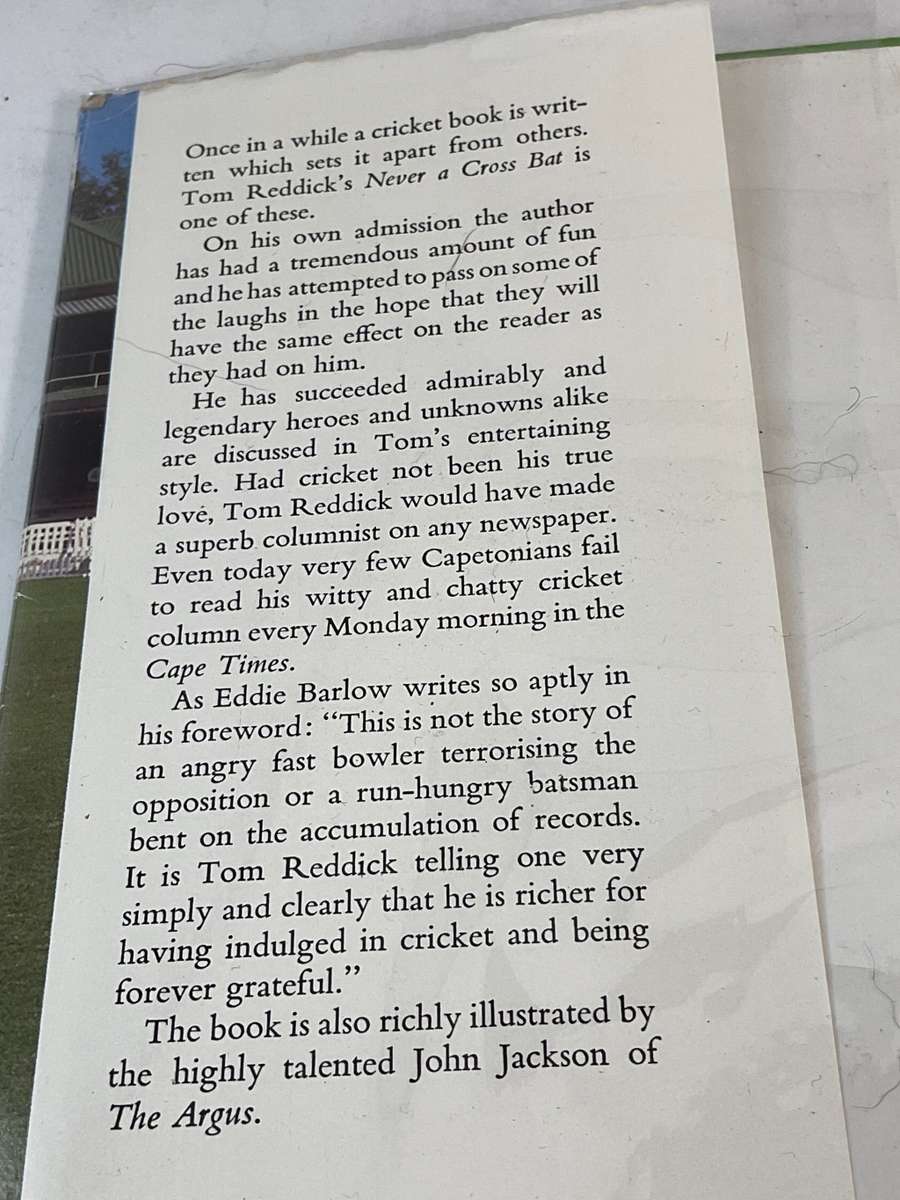 Once in a while a cricket book is writ-
ten which sets it apart from others.
Tom Reddick's Never a Cross Bat is
one of these.
On his own admission the author
has had a tremendous amount of fun
and he has attempted to pass on some of
the laughs in the hope that they will
have the same effect on the reader as
they had on him.
He has succeeded admirably and
legendary heroes and unknowns alike
are discussed in Tom's entertaining
style. Had cricket not been his true
love, Tom Reddick would have made
a superb columnist on any newspaper.
Even today very few Capetonians fail
to read his witty and chatty cricket
column every Monday morning in the
Cape Times.
As Eddie Barlow writes so aptly in
his foreword: “This is not the story of
an angry fast bowler terrorising the
opposition or a run-hungry batsman
bent on the accumulation of records.
It is Tom Reddick telling one very
simply and clearly that he is richer for
having indulged in cricket and being
forever grateful.”
The book is also richly illustrated by
the highly talented John Jackson of
The Argus.